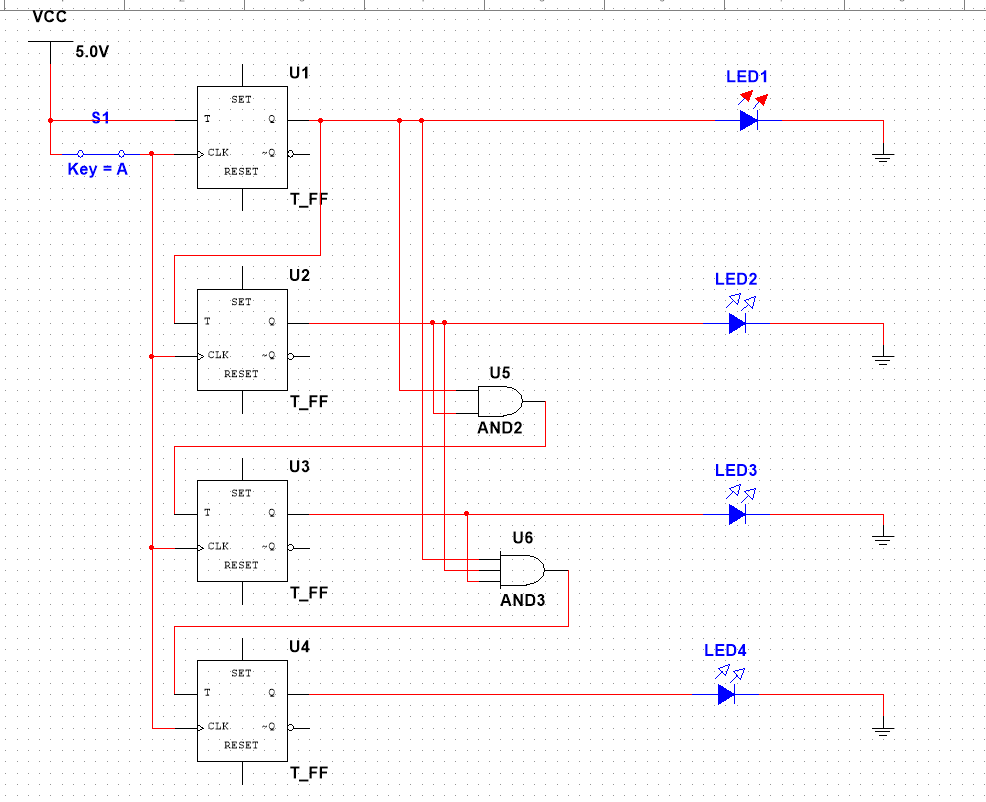 VCC
5.0V
S1
Key = A
U1
SET
T Q
CLK ~Q
RESET
T_FF
LED1
U2
SET
T Q
CLK ~Q
RESET
T_FF
LED2
U5
AND2
U3
SET
T Q
CLK ~Q
RESET
T_FF
LED3
U6
AND3
U4
SET
T Q
CLK ~Q
RESET
T_FF
LED4